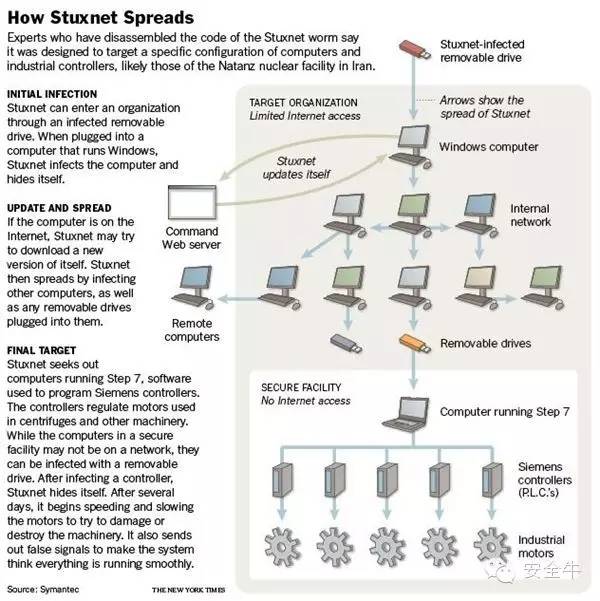 How Stuxnet Spreads
Experts who have disassembled the code of the Stuxnet worm say
it was designed to target a specific configuration of computers and
industrial controllers, likely those of the Natanz nuclear facility in Iran.
INITIAL INFECTION
Stuxnet can enter an organization
through an infected removable
drive. When plugged into a
computer that runs Windows,
Stuxnet infects the computer and
hides itself.
UPDATE AND SPREAD
If the computer is on the
Internet, Stuxnet may try
to download a new
version of itself. Stuxnet
then spreads by infecting
other computers, as well
as any removable drives
plugged into them.
FINAL TARGET
Stuxnet seeks out
computers running Step 7, software
used to program Siemens controllers.
The controllers regulate motors used
in centrifuges and other machinery.
While the computers in a secure
facility may not be on a network, they
can be infected with a removable
drive. After infecting a controller,
Stuxnet hides itself. After several
days, it begins speeding and slowing
the motors to try to damage or
destroy the machinery. It also sends
out false signals to make the system
think everything is running smoothly.
Source: Symantec
THE NEW YORK TIMES
Stuxnet-infected
removable drive
TARGET ORGANIZATION
Limited Internet access
Arrows show the
spread of Stuxnet
Windows computer
Stuxnet
updates itself
Command
Web server
Internal
network
Remote
computers
Removable drives
SECURE FACILITY
No Internet access
Computer running Step 7
Siemens
controllers
(P.L.C.'s)
Industrial
motors
安全牛